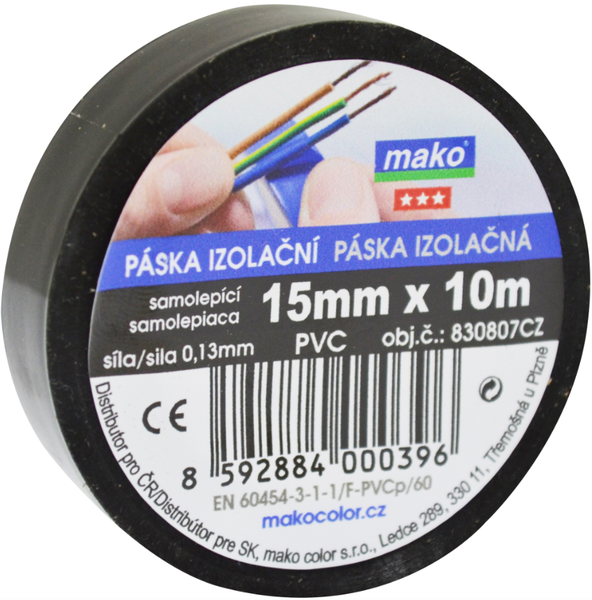 mako
PÁSKA IZOLAČNÍ PÁSKA IZOLAČNÁ
samolepící
samolepiaca
15mm x 10m
síla/sila 0,13mm
PVC
obj.č.: 830807CZ
CE
8 592884 000396
EN 60454-3-1-1/F-PVCp/60
makocolor.cz
Distributor pro ČR/Distribútor pre SK, mako color s.r.o., Ledce 289, 330 11, Třemošná u Plzně